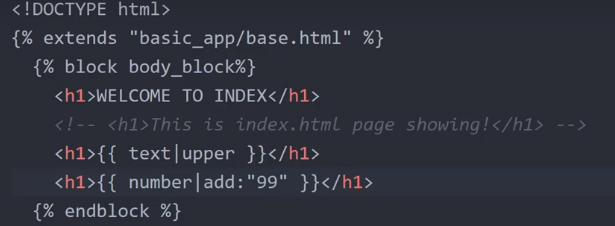 <!DOCTYPE html>
{% extends "basic_app/base.html" %}
{% block body_block%}
<h1>WELCOME TO INDEX</h1>
<!-- <h1>This is index.html page showing!</h1> -->
<h1>{{ text|upper }}</h1>
<h1>{{ number|add:"99" }}</h1>
{% endblock %}